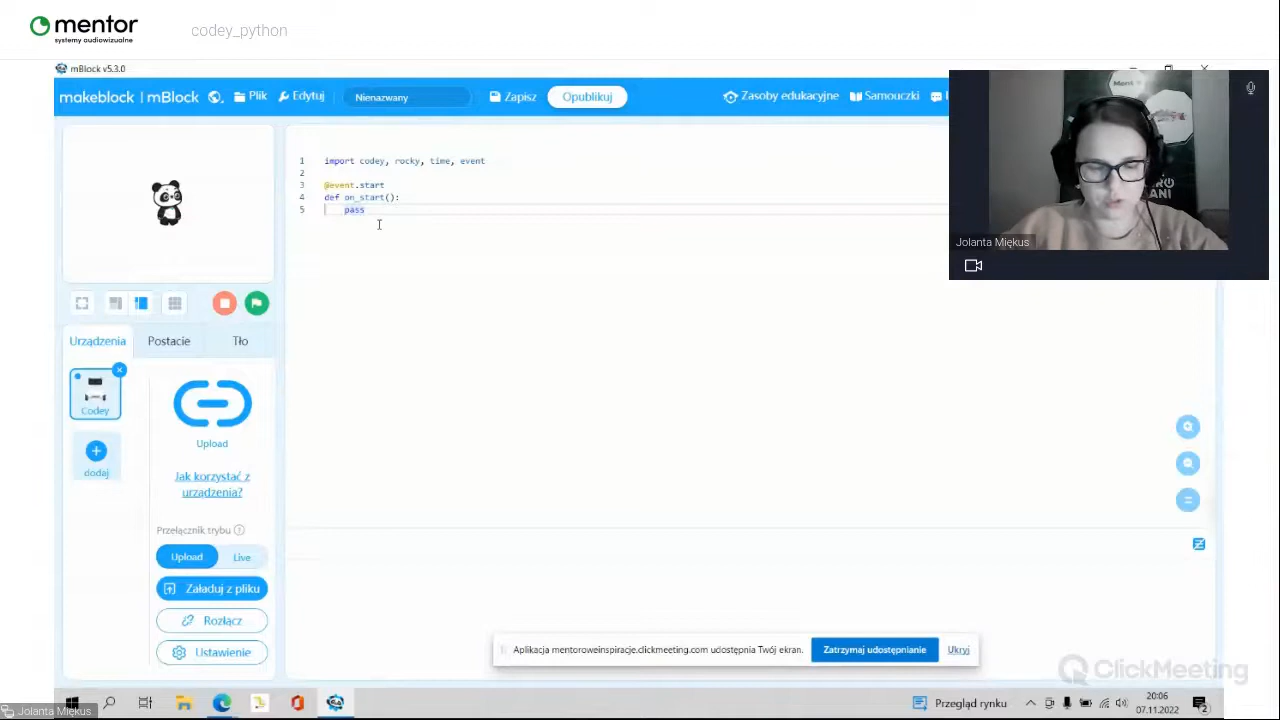 mentor
systemy audiowizualne
codey_python
mBlock v5.3.0
makeblock | mBlock
Plik
Edytuj
Nienazwany
Zapisz
Opublikuj
Zasoby edukacyjne
Samouczki
1 import codey, rocky, time, event
2
3 @event.start
4 def on_start():
5 pass
Jolanta Miękus
Urządzenia
Postacie
Tło
Codey
dodaj
Upload
Jak korzystać z
urządzenia?
Przełącznik trybu
Upload
Live
Załaduj z pliku
Rozłącz
Ustawienie
Aplikacja mentoroweinspiracje.clickmeeting.com udostępnia Twój ekran.
Zatrzymaj udostępnianie
Ukryj
ClickMeeting
Jolanta Miękus
Przegląd rynku
20:06
07.11.2022
2